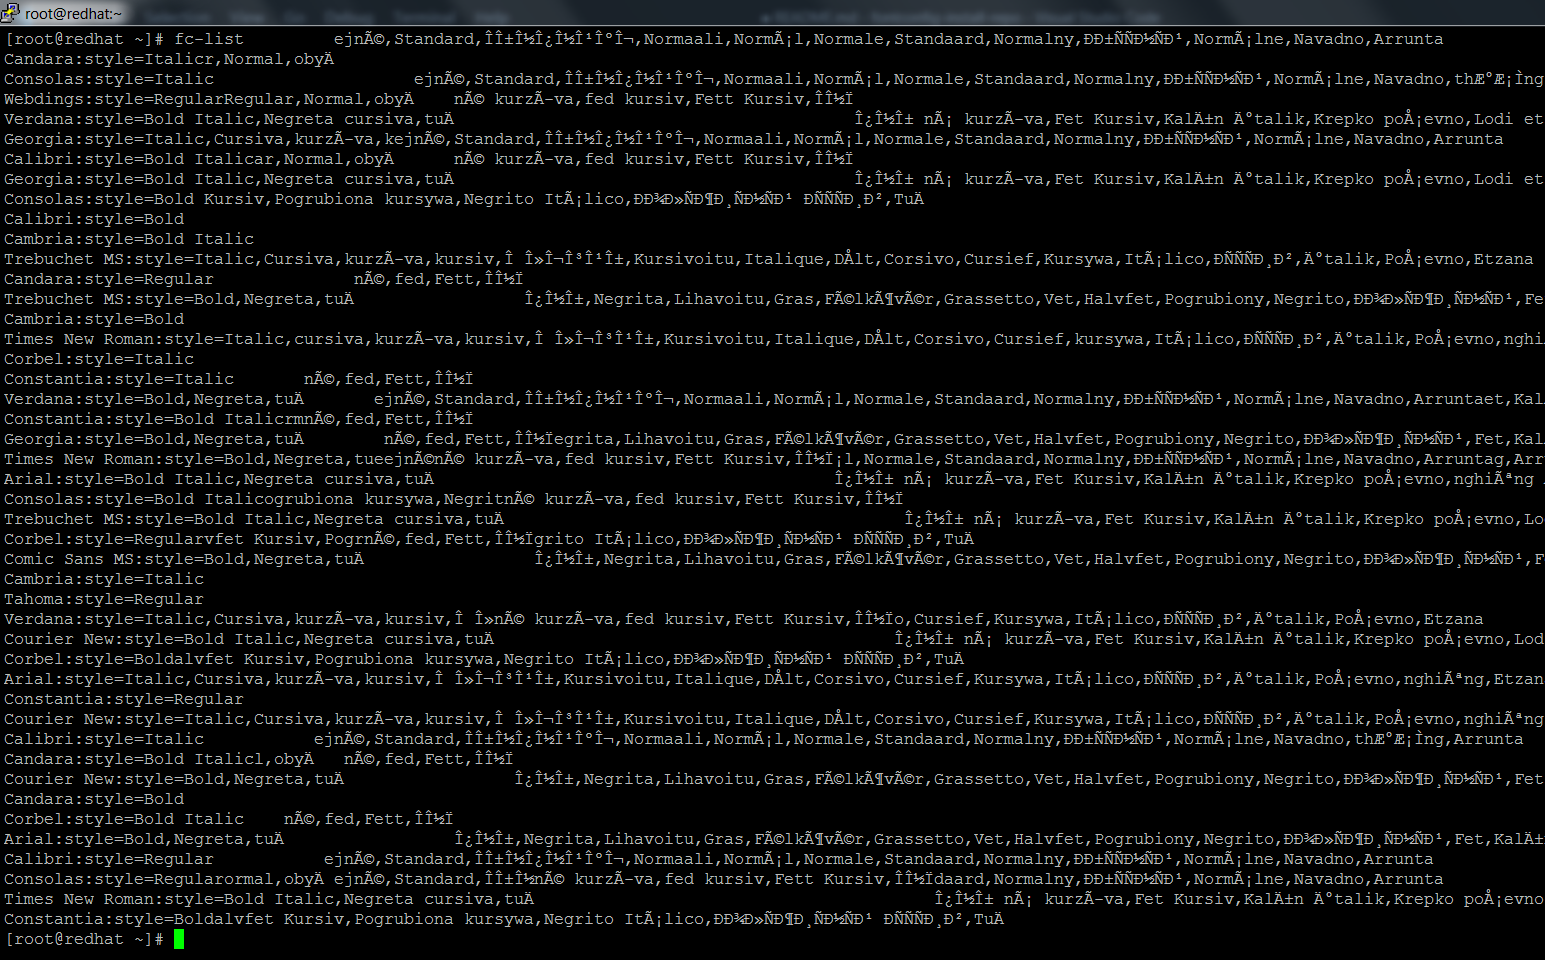 root@redhat:~
[root@redhat ~]# fc-list         ejnÃ©,Standard,ÎÎ±Î½Î¿Î½Î¹ÎºÎ¬,Normaali,NormÃ¡l,Normale,Standaard,Normalny,ÐÐ±ÑÑÐ½ÑÐ¹,NormÃ¡lne,Navadno,Arrunta
Candara:style=Italicr,Normal,obyÄ
Consolas:style=Italic                    ejnÃ©,Standard,ÎÎ±Î½Î¿Î½Î¹ÎºÎ¬,Normaali,NormÃ¡l,Normale,Standaard,Normalny,ÐÐ±ÑÑÐ½ÑÐ¹,NormÃ¡lne,Navadno,thÆ°Æ¡Ìng
Webdings:style=RegularRegular,Normal,obyÄ    nÃ© kurzÃ­va,fed kursiv,Fett Kursiv,ÎÎ½Ï
Verdana:style=Bold Italic,Negreta cursiva,tuÄ                                        Î¿Î½Î± nÃ¡ kurzÃ­va,Fet Kursiv,KalÄ±n Ä°talik,Krepko poÅ¡evno,Lodi et
Georgia:style=Italic,Cursiva,kurzÃ­va,kejnÃ©,Standard,ÎÎ±Î½Î¿Î½Î¹ÎºÎ¬,Normaali,NormÃ¡l,Normale,Standaard,Normalny,ÐÐ±ÑÑÐ½ÑÐ¹,NormÃ¡lne,Navadno,Arrunta
Calibri:style=Bold Italicar,Normal,obyÄ      nÃ© kurzÃ­va,fed kursiv,Fett Kursiv,ÎÎ½Ï
Georgia:style=Bold Italic,Negreta cursiva,tuÄ                                        Î¿Î½Î± nÃ¡ kurzÃ­va,Fet Kursiv,KalÄ±n Ä°talik,Krepko poÅ¡evno,Lodi et
Consolas:style=Bold Kursiv,Pogrubiona kursywa,Negrito ItÃ¡lico,ÐÐ¾Ð»ÑÐ¶Ð¸ÑÐ½ÑÐ¹ ÐÑÑÑÐ¸Ð²,TuÄ
Calibri:style=Bold
Cambria:style=Bold Italic
Trebuchet MS:style=Italic,Cursiva,kurzÃ­va,kursiv,Î Î»Î¬Î³Î¹Î±,Kursivoitu,Italique,DÅlt,Corsivo,Cursief,Kursywa,ItÃ¡lico,ÐÑÑÑÐ¸Ð²,Ä°talik,PoÅ¡evno,Etzana
Candara:style=Regular              nÃ©,fed,Fett,ÎÎ½Ï
Trebuchet MS:style=Bold,Negreta,tuÄ                 Î¿Î½Î±,Negrita,Lihavoitu,Gras,FÃ©lkÃ¶vÃ©r,Grassetto,Vet,Halvfet,Pogrubiony,Negrito,ÐÐ¾Ð»ÑÐ¶Ð¸ÑÐ½ÑÐ¹,Fe
Cambria:style=Bold
Times New Roman:style=Italic,cursiva,kurzÃ­va,kursiv,Î Î»Î¬Î³Î¹Î±,Kursivoitu,Italique,DÅlt,Corsivo,Cursief,kursywa,ItÃ¡lico,ÐÑÑÑÐ¸Ð²,Ä°talik,PoÅ¡evno,nghi
Corbel:style=Italic
Constantia:style=Italic       nÃ©,fed,Fett,ÎÎ½Ï
Verdana:style=Bold,Negreta,tuÄ       ejnÃ©,Standard,ÎÎ±Î½Î¿Î½Î¹ÎºÎ¬,Normaali,NormÃ¡l,Normale,Standaard,Normalny,ÐÐ±ÑÑÐ½ÑÐ¹,NormÃ¡lne,Navadno,Arruntaet,Kal
Constantia:style=Bold ItalicrmnÃ©,fed,Fett,ÎÎ½Ï
Georgia:style=Bold,Negreta,tuÄ        nÃ©,fed,Fett,ÎÎ½Ïegrita,Lihavoitu,Gras,FÃ©lkÃ¶vÃ©r,Grassetto,Vet,Halvfet,Pogrubiony,Negrito,ÐÐ¾Ð»ÑÐ¶Ð¸ÑÐ½ÑÐ¹,Fet,Kal
Times New Roman:style=Bold,Negreta,tueejnÃ©nÃ© kurzÃ­va,fed kursiv,Fett Kursiv,ÎÎ½Ï¡l,Normale,Standaard,Normalny,ÐÐ±ÑÑÐ½ÑÐ¹,NormÃ¡lne,Navadno,Arruntag,Arr
Arial:style=Bold Italic,Negreta cursiva,tuÄ                                        Î¿Î½Î± nÃ¡ kurzÃ­va,Fet Kursiv,KalÄ±n Ä°talik,Krepko poÅ¡evno,nghiÃªng
Consolas:style=Bold Italicogrubiona kursywa,NegritnÃ© kurzÃ­va,fed kursiv,Fett Kursiv,ÎÎ½Ï
Trebuchet MS:style=Bold Italic,Negreta cursiva,tuÄ                                        Î¿Î½Î± nÃ¡ kurzÃ­va,Fet Kursiv,KalÄ±n Ä°talik,Krepko poÅ¡evno,Lo
Corbel:style=Regularvfet Kursiv,PogrnÃ©,fed,Fett,ÎÎ½Ïgrito ItÃ¡lico,ÐÐ¾Ð»ÑÐ¶Ð¸ÑÐ½ÑÐ¹ ÐÑÑÑÐ¸Ð²,TuÄ
Comic Sans MS:style=Bold,Negreta,tuÄ                 Î¿Î½Î±,Negrita,Lihavoitu,Gras,FÃ©lkÃ¶vÃ©r,Grassetto,Vet,Halvfet,Pogrubiony,Negrito,ÐÐ¾Ð»ÑÐ¶Ð¸ÑÐ½ÑÐ¹,F
Cambria:style=Italic
Tahoma:style=Regular
Verdana:style=Italic,Cursiva,kurzÃ­va,kursiv,Î Î»nÃ© kurzÃ­va,fed kursiv,Fett Kursiv,ÎÎ½Ïo,Cursief,Kursywa,ItÃ¡lico,ÐÑÑÑÐ¸Ð²,Ä°talik,PoÅ¡evno,Etzana
Courier New:style=Bold Italic,Negreta cursiva,tuÄ                                        Î¿Î½Î± nÃ¡ kurzÃ­va,Fet Kursiv,KalÄ±n Ä°talik,Krepko poÅ¡evno,Lod
Corbel:style=Boldalvfet Kursiv,Pogrubiona kursywa,Negrito ItÃ¡lico,ÐÐ¾Ð»ÑÐ¶Ð¸ÑÐ½ÑÐ¹ ÐÑÑÑÐ¸Ð²,TuÄ
Arial:style=Italic,Cursiva,kurzÃ­va,kursiv,Î Î»Î¬Î³Î¹Î±,Kursivoitu,Italique,DÅlt,Corsivo,Cursief,Kursywa,ItÃ¡lico,ÐÑÑÑÐ¸Ð²,Ä°talik,PoÅ¡evno,nghiÃªng,Etzan
Constantia:style=Regular
Courier New:style=Italic,Cursiva,kurzÃ­va,kursiv,Î Î»Î¬Î³Î¹Î±,Kursivoitu,Italique,DÅlt,Corsivo,Cursief,Kursywa,ItÃ¡lico,ÐÑÑÑÐ¸Ð²,Ä°talik,PoÅ¡evno,nghiÃªng
Calibri:style=Italic           ejnÃ©,Standard,ÎÎ±Î½Î¿Î½Î¹ÎºÎ¬,Normaali,NormÃ¡l,Normale,Standaard,Normalny,ÐÐ±ÑÑÐ½ÑÐ¹,NormÃ¡lne,Navadno,thÆ°Æ¡Ìng,Arrunta
Candara:style=Bold Italicl,obyÄ   nÃ©,fed,Fett,ÎÎ½Ï
Courier New:style=Bold,Negreta,tuÄ                 Î¿Î½Î±,Negrita,Lihavoitu,Gras,FÃ©lkÃ¶vÃ©r,Grassetto,Vet,Halvfet,Pogrubiony,Negrito,ÐÐ¾Ð»ÑÐ¶Ð¸ÑÐ½ÑÐ¹,Fet
Candara:style=Bold
Corbel:style=Bold Italic    nÃ©,fed,Fett,ÎÎ½Ï
Arial:style=Bold,Negreta,tuÄ                 Î¿Î½Î±,Negrita,Lihavoitu,Gras,FÃ©lkÃ¶vÃ©r,Grassetto,Vet,Halvfet,Pogrubiony,Negrito,ÐÐ¾Ð»ÑÐ¶Ð¸ÑÐ½ÑÐ¹,Fet,KalÄ±
Calibri:style=Regular           ejnÃ©,Standard,ÎÎ±Î½Î¿Î½Î¹ÎºÎ¬,Normaali,NormÃ¡l,Normale,Standaard,Normalny,ÐÐ±ÑÑÐ½ÑÐ¹,NormÃ¡lne,Navadno,Arrunta
Consolas:style=Regularormal,obyÄ ejnÃ©,Standard,ÎÎ±Î½nÃ© kurzÃ­va,fed kursiv,Fett Kursiv,ÎÎ½Ïdaard,Normalny,ÐÐ±ÑÑÐ½ÑÐ¹,NormÃ¡lne,Navadno,Arrunta
Times New Roman:style=Bold Italic,Negreta cursiva,tuÄ                                        Î¿Î½Î± nÃ¡ kurzÃ­va,Fet Kursiv,KalÄ±n Ä°talik,Krepko poÅ¡evno
Constantia:style=Boldalvfet Kursiv,Pogrubiona kursywa,Negrito ItÃ¡lico,ÐÐ¾Ð»ÑÐ¶Ð¸ÑÐ½ÑÐ¹ ÐÑÑÑÐ¸Ð²,TuÄ
[root@redhat ~]#